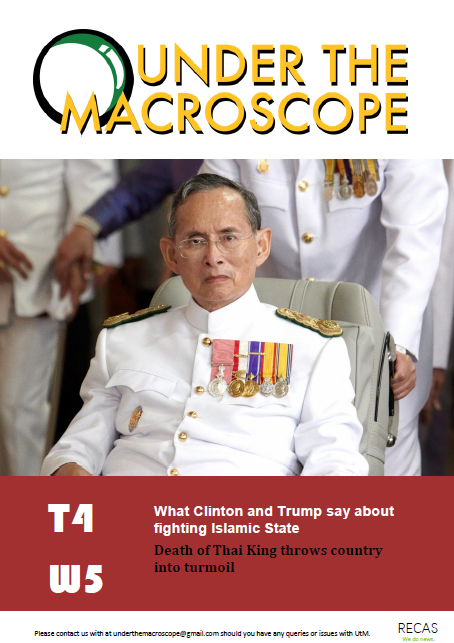 UNDER THE
MACROSCOPE
T4
W5
What Clinton and Trump say about
fighting Islamic State
Death of Thai King throws country
into turmoil
Please contact us with at underthemacroscope@gmail.com should you have any queries or issues with UtM.
RECAS
We do news.